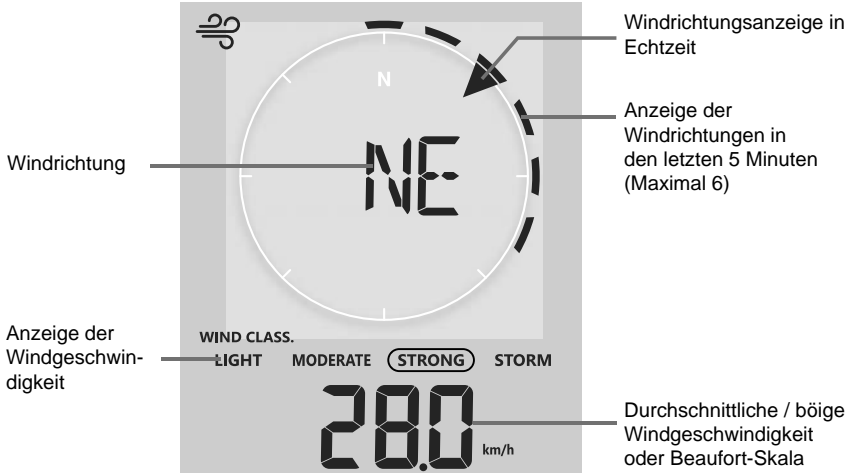 Windrichtungsanzeige in
Echtzeit
N
Anzeige der
Windrichtungen in
den letzten 5 Minuten
(Maximal 6)
Windrichtung
NE
Anzeige der
Windgeschwin-
digkeit
WIND CLASS.
LIGHT MODERATE STRONG STORM
28.0 km/h
Durchschnittliche / böige
Windgeschwindigkeit
oder Beaufort-Skala